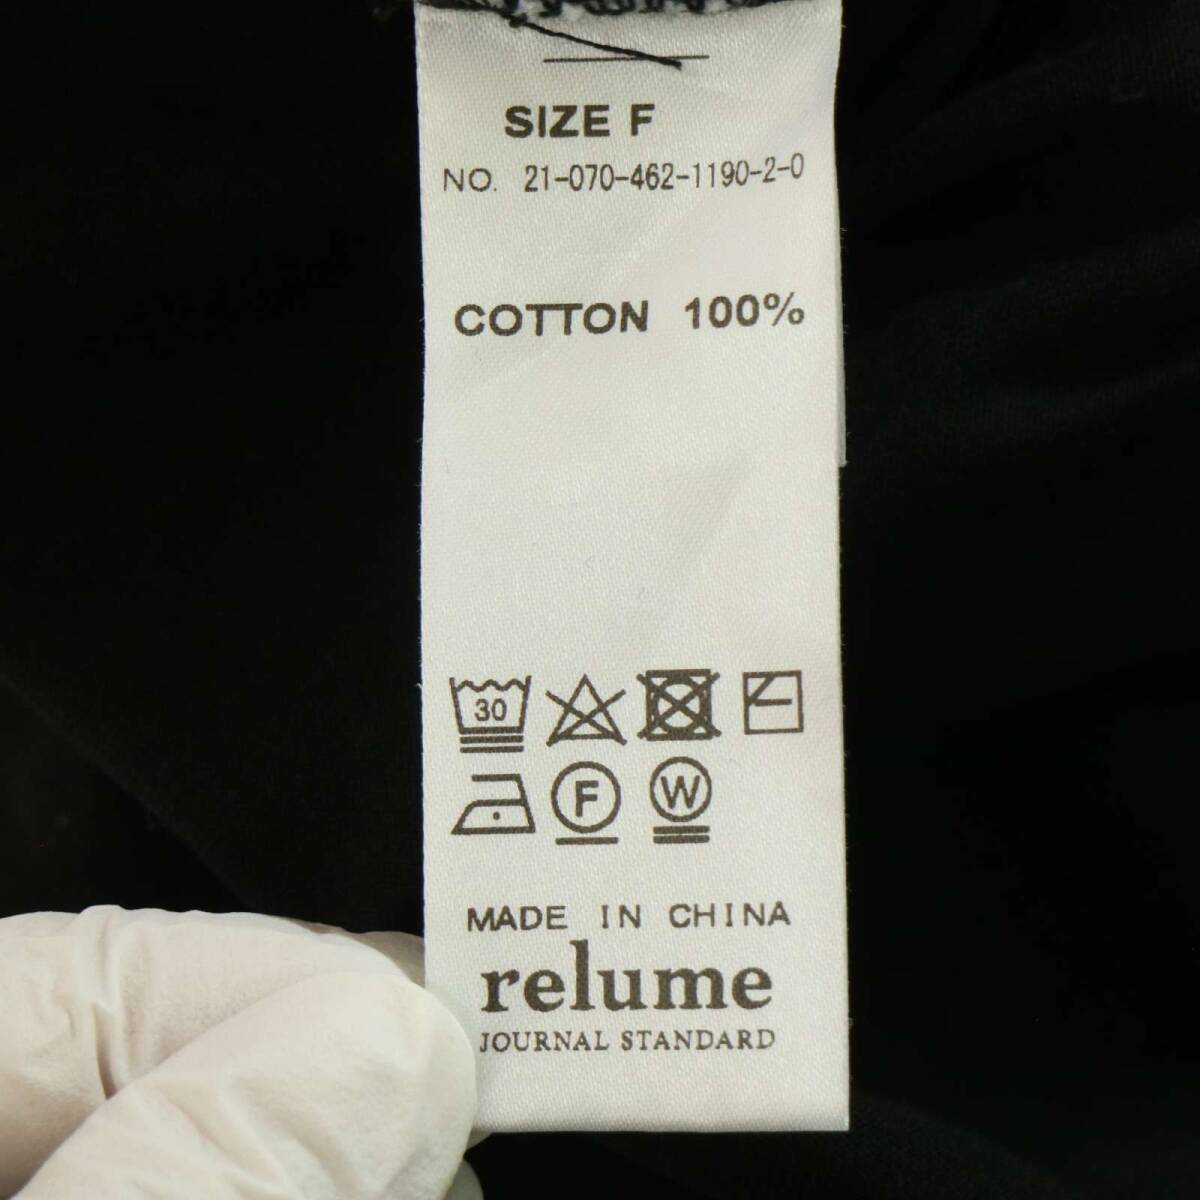 SIZE F
NO. 21-070-462-1190-2-0
COTTON 100%
30
F W
MADE IN CHINA
relume
JOURNAL STANDARD